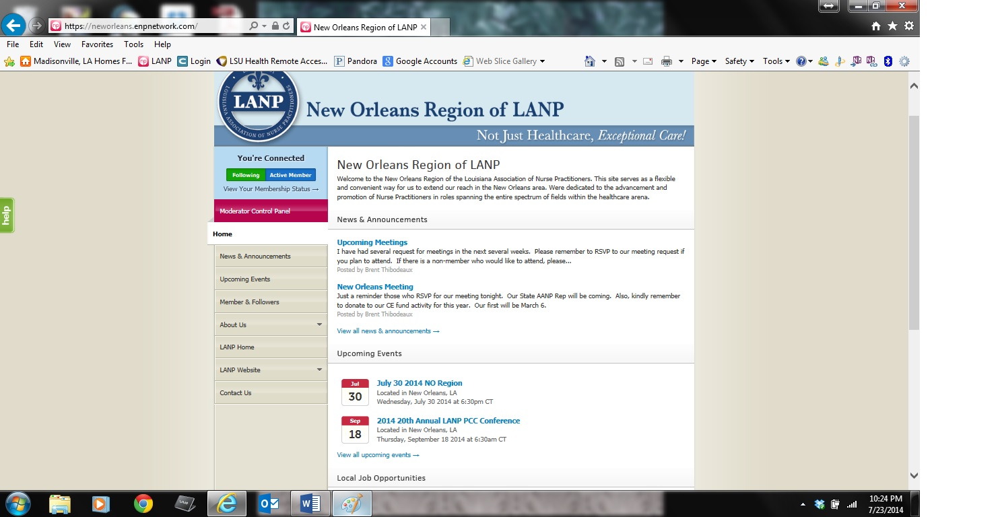 https://neworleans.enpnetwork.com/
New Orleans Region of LANP
File Edit View Favorites Tools Help
Madisonville, LA Homes F... LANP Login LSU Health Remote Acces... Pandora Google Accounts Web Slice Gallery Page Safety Tools
LANP
LOUISIANA ASSOCIATION OF NURSE PRACTITIONERS
New Orleans Region of LANP
Not Just Healthcare, Exceptional Care!
You're Connected
Following Active Member
View Your Membership Status →
Moderator Control Panel
Home
News & Announcements
Upcoming Events
Member & Followers
About Us
LANP Home
LANP Website
Contact Us
help
New Orleans Region of LANP
Welcome to the New Orleans Region of the Louisiana Association of Nurse Practitioners. This site serves as a flexible
and convenient way for us to extend our reach in the New Orleans area. Were dedicated to the advancement and
promotion of Nurse Practitioners in roles spanning the entire spectrum of fields within the healthcare arena.
News & Announcements
Upcoming Meetings
I have had several request for meetings in the next several weeks. Please remember to RSVP to our meeting request if
you plan to attend. If there is a non-member who would like to attend, please...
Posted by Brent Thibodeaux
New Orleans Meeting
Just a reminder those who RSVP for our meeting tonight. Our State AANP Rep will be coming. Also, kindly remember
to donate to our CE fund activity for this year. Our first will be March 6.
Posted by Brent Thibodeaux
View all news & announcements →
Upcoming Events
Jul
30
July 30 2014 NO Region
Located in New Orleans, LA
Wednesday, July 30 2014 at 6:30pm CT
Sep
18
2014 20th Annual LANP PCC Conference
Located in New Orleans, LA
Thursday, September 18 2014 at 6:30am CT
View all upcoming events →
Local Job Opportunities
10:24 PM
7/23/2014